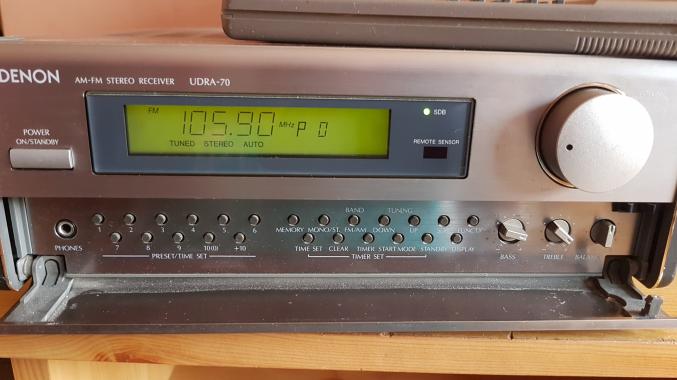 DENON AM-FM STEREO RECEIVER UDRA-70
FM 105.90 MHz P 0
TUNED STEREO AUTO
SDB
REMOTE SENSOR
POWER
ON/STANDBY
PHONES
1 2 3 4 5 6
7 8 9 10(0) +10
PRESET/TIME SET
BAND TUNING
MEMORY MONO/ST. FM/AM DOWN UP
TIME SET CLEAR TIMER START MODE STANDBY DISPLAY
TIMER SET
BASS TREBLE